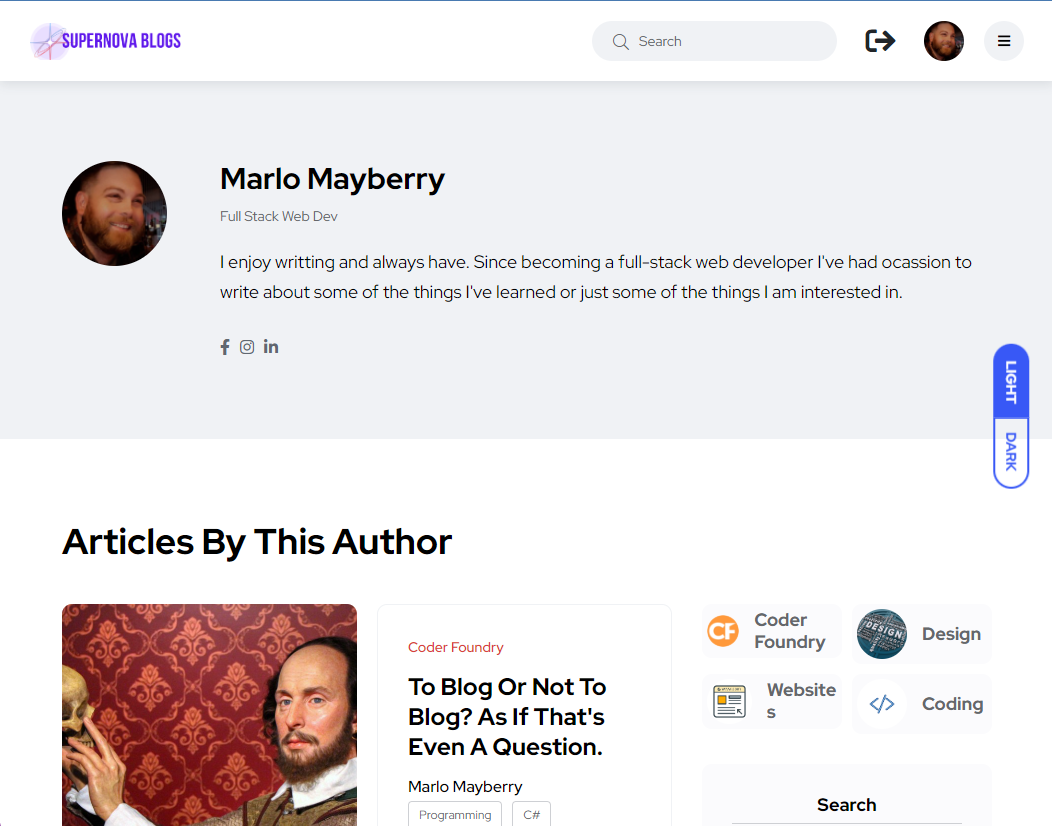 SUPERNOVA BLOGS
Search
Marlo Mayberry
Full Stack Web Dev
I enjoy writting and always have. Since becoming a full-stack web developer I've had ocassion to
write about some of the things I've learned or just some of the things I am interested in.
LIGHT
DARK
Articles By This Author
Coder Foundry
To Blog Or Not To
Blog? As If That's
Even A Question.
Marlo Mayberry
Programming
C#
CF
Coder
Foundry
DESIGN
Design
Website
s
</>
Coding
Search